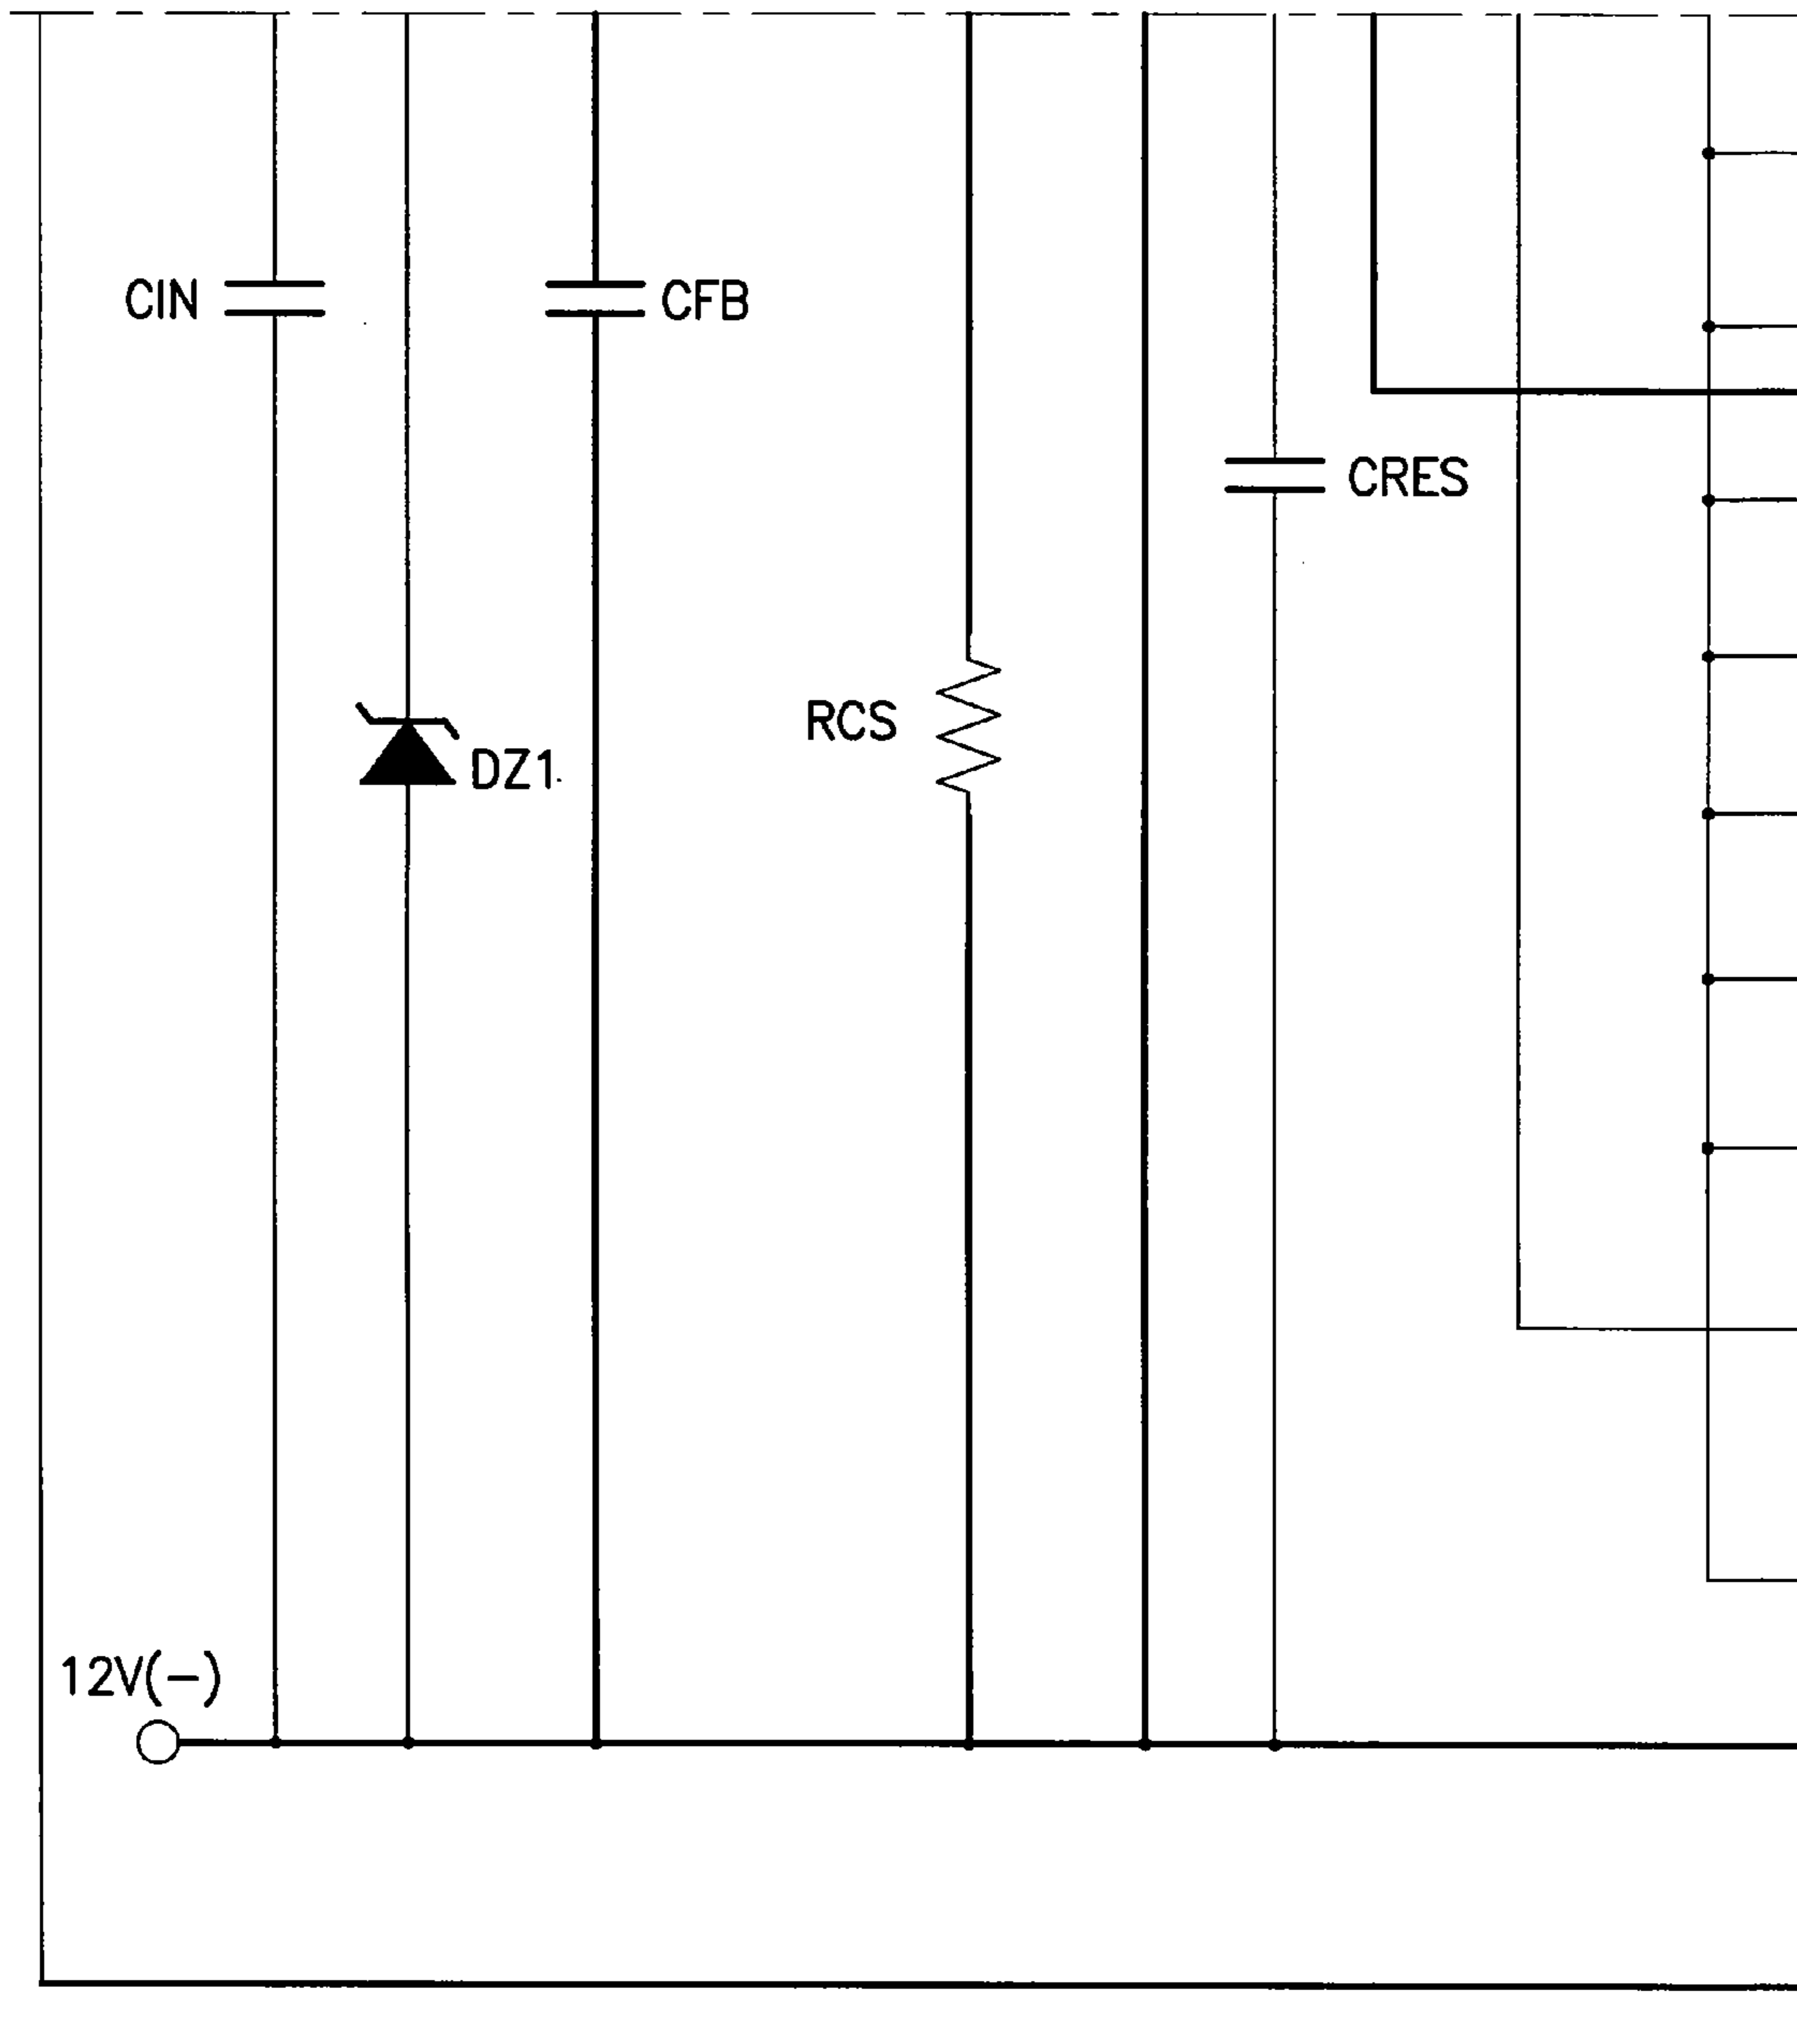 CIN
CFB
CRES
RCS
DZ1
12V(-)